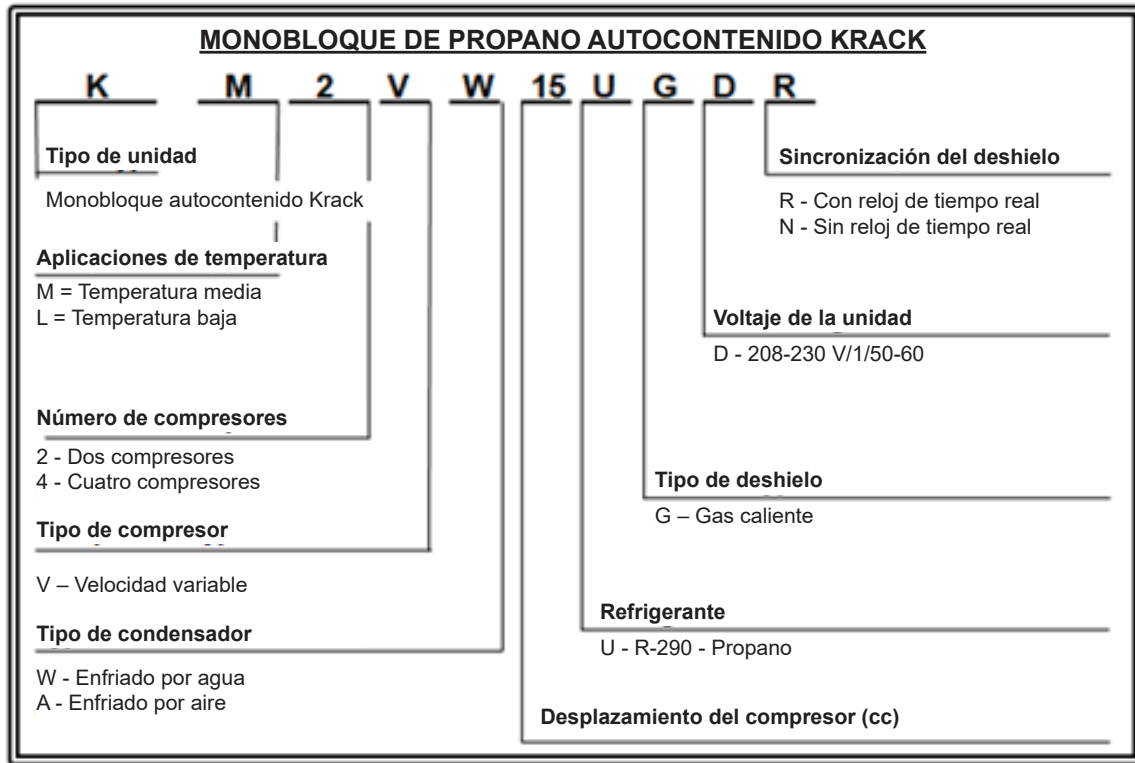 MONOBLOQUE DE PROPANO AUTOCONTENIDO KRACK
K M 2 V W 15 U G D R
Tipo de unidad
Monobloque autocontenido Krack
Aplicaciones de temperatura
M = Temperatura media
L = Temperatura baja
Número de compresores
2 - Dos compresores
4 - Cuatro compresores
Tipo de compresor
V – Velocidad variable
Tipo de condensador
W - Enfriado por agua
A - Enfriado por aire
Sincronización del deshielo
R - Con reloj de tiempo real
N - Sin reloj de tiempo real
Voltaje de la unidad
D - 208-230 V/1/50-60
Tipo de deshielo
G – Gas caliente
Refrigerante
U - R-290 - Propano
Desplazamiento del compresor (cc)